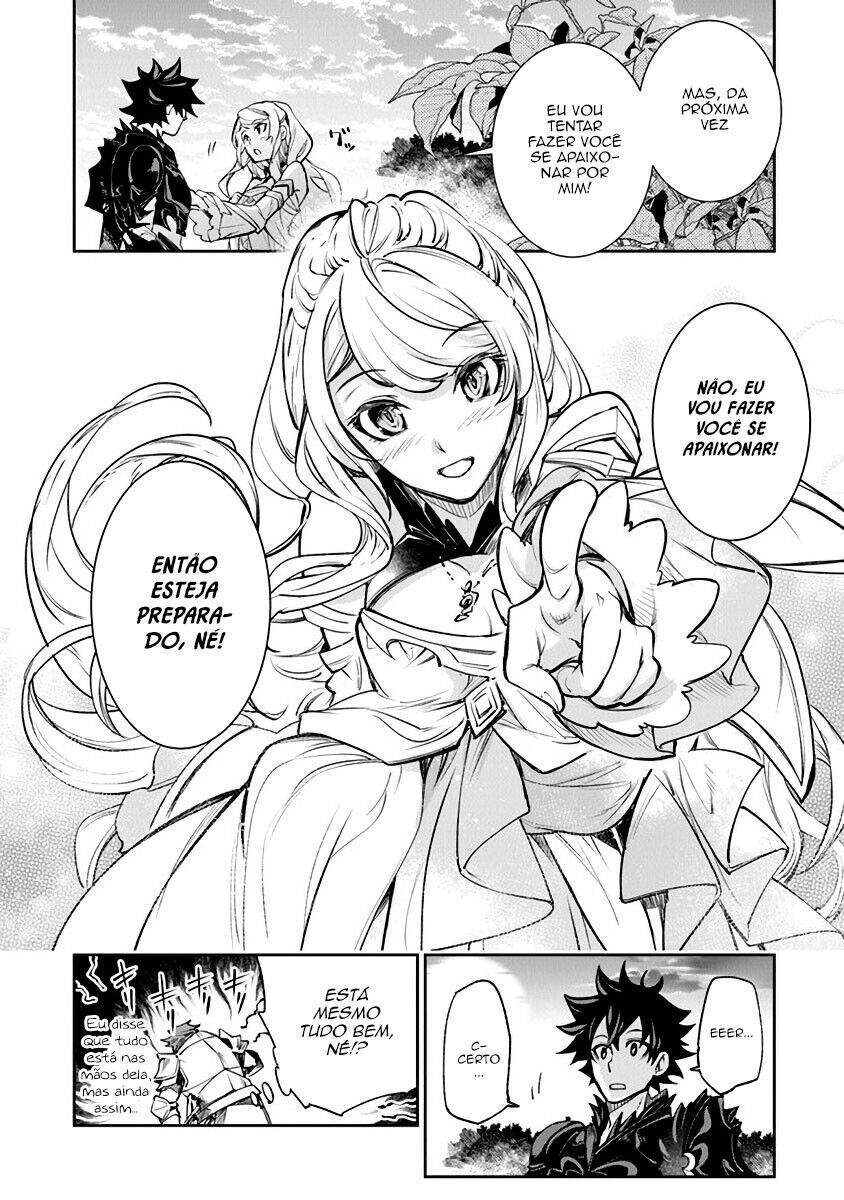 MAS, DA
PRÓXIMA
VEZ
EU VOU
TENTAR
FAZER VOCÊ
SE APAIXO-
NAR POR
MIM!
NÃO, EU
VOU FAZER
VOCÊ SE
APAIXONAR!
ENTÃO
ESTEJA
PREPARA-
DO, NÉ!
EEER...
C-
CERTO
...
ESTÁ
MESMO
TUDO BEM,
NÉ!?
Eu disse
que tudo
está nas
mãos dela,
mas ainda
assim...